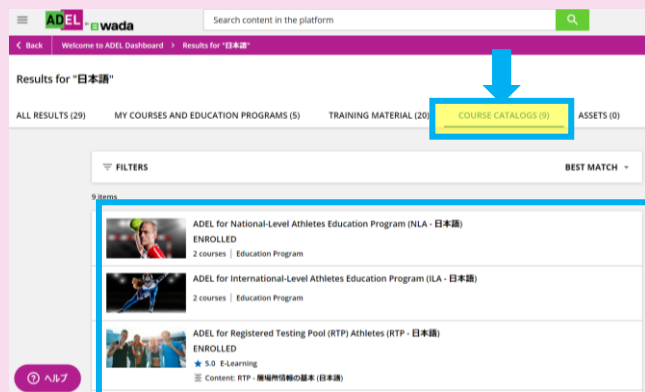 ADEL by wada
Search content in the platform
Back Welcome to ADEL Dashboard > Results for "日本語"
Results for "日本語"
ALL RESULTS (29) MY COURSES AND EDUCATION PROGRAMS (5) TRAINING MATERIAL (20) COURSE CATALOGS (9) ASSETS (0)
FILTERS BEST MATCH
9 items
ADEL for National-Level Athletes Education Program (NLA - 日本語)
ENROLLED
2 courses | Education Program
ADEL for International-Level Athletes Education Program (ILA - 日本語)
2 courses | Education Program
ADEL for Registered Testing Pool (RTP) Athletes (RTP - 日本語)
ENROLLED
5.0 E-Learning
Content: RTP - 居場所情報の基本 (日本語)
ヘルプ